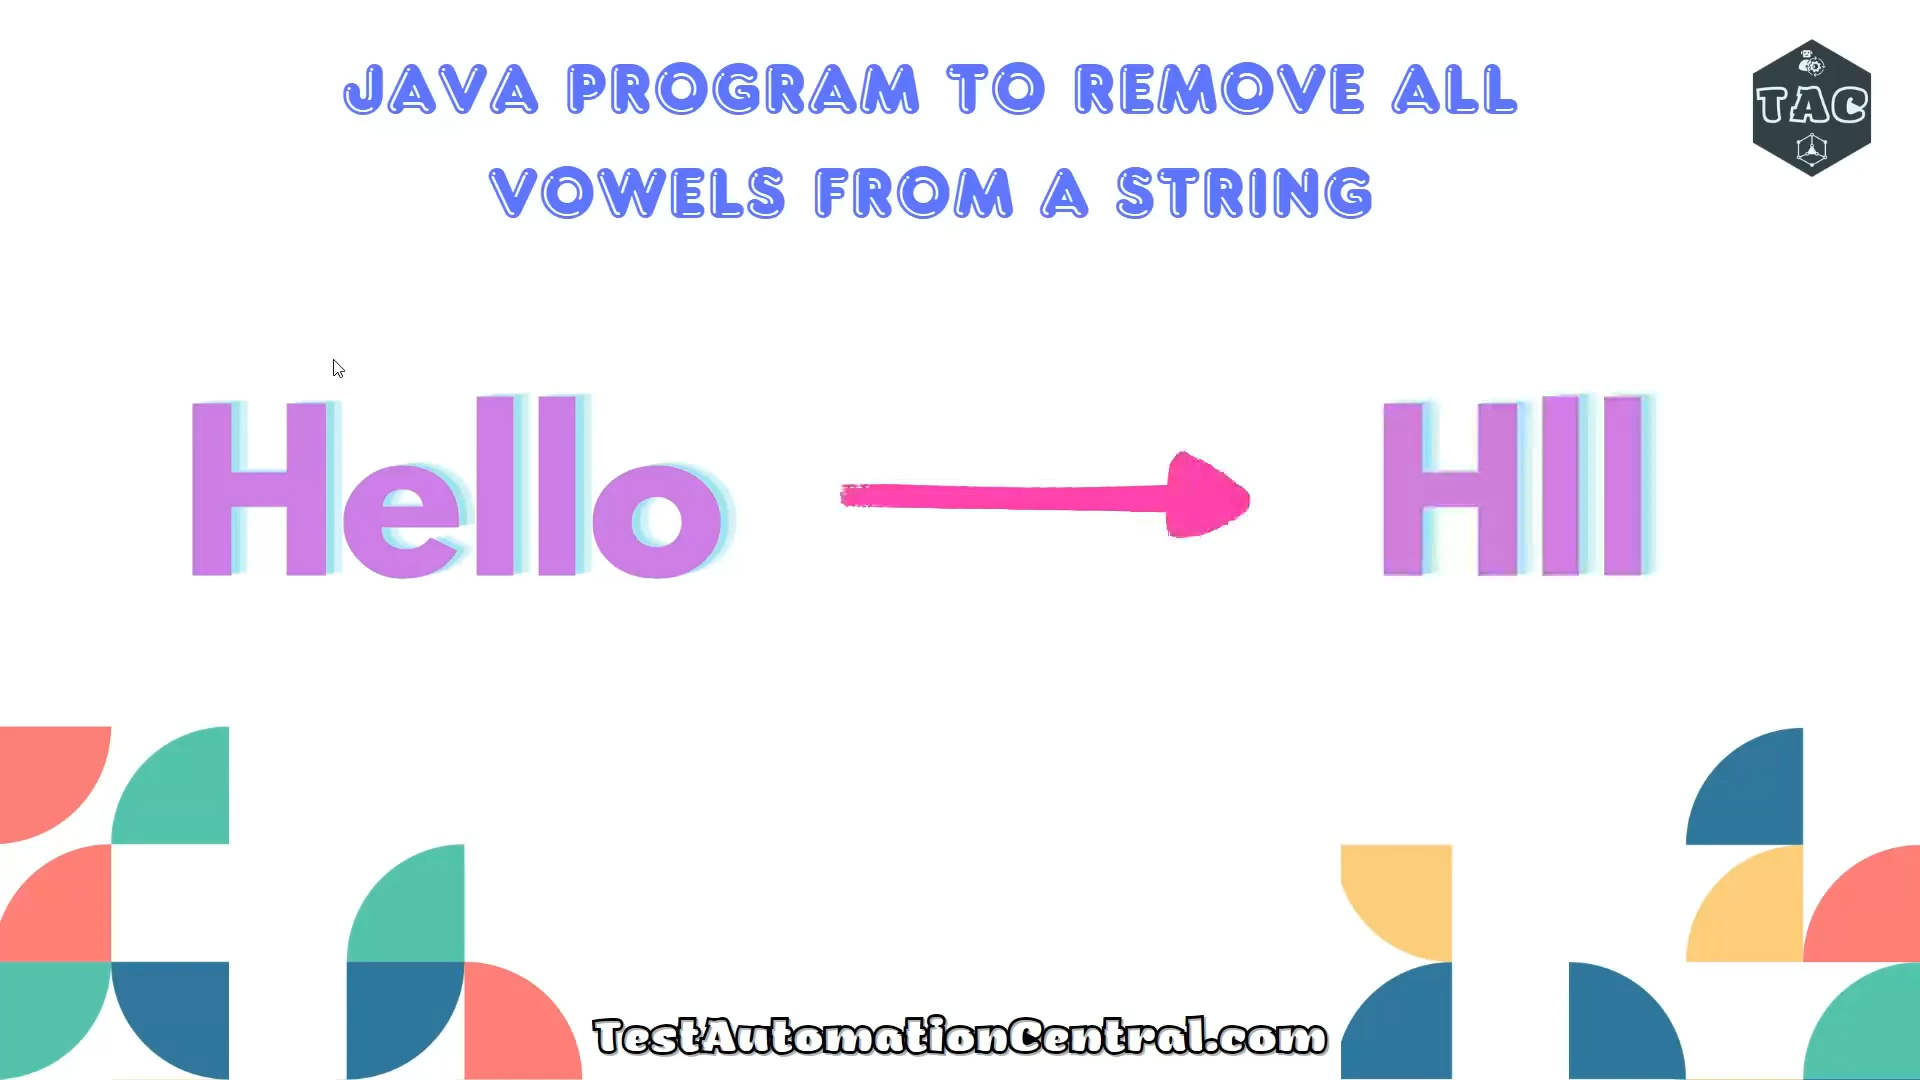 JAVA PROGRAM TO REMOVE ALL
VOWELS FROM A STRING
TAC
Hello
Hll
TestAutomationCentral.com